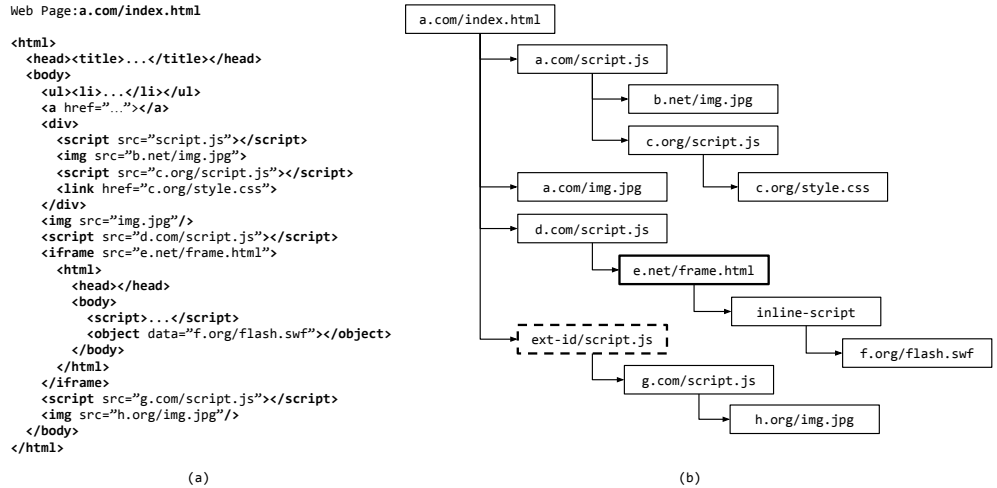 Web Page:a.com/index.html
<html>
<head><title>...</title></head>
<body>
<ul><li>...</li></ul>
<a href=”…”></a>
<div>
<script src=”script.js”></script>
<img src=”b.net/img.jpg”>
<script src=”c.org/script.js”></script>
<link href=”c.org/style.css”>
</div>
<img src=”img.jpg”/>
<script src=”d.com/script.js”></script>
<iframe src=”e.net/frame.html”>
<html>
<head></head>
<body>
<script>...</script>
<object data=”f.org/flash.swf”></object>
</body>
</html>
</iframe>
<script src=”g.com/script.js”></script>
<img src=”h.org/img.jpg”/>
</body>
</html>
(a)
a.com/index.html
a.com/script.js
b.net/img.jpg
c.org/script.js
c.org/style.css
a.com/img.jpg
d.com/script.js
e.net/frame.html
inline-script
f.org/flash.swf
ext-id/script.js
g.com/script.js
h.org/img.jpg
(b)